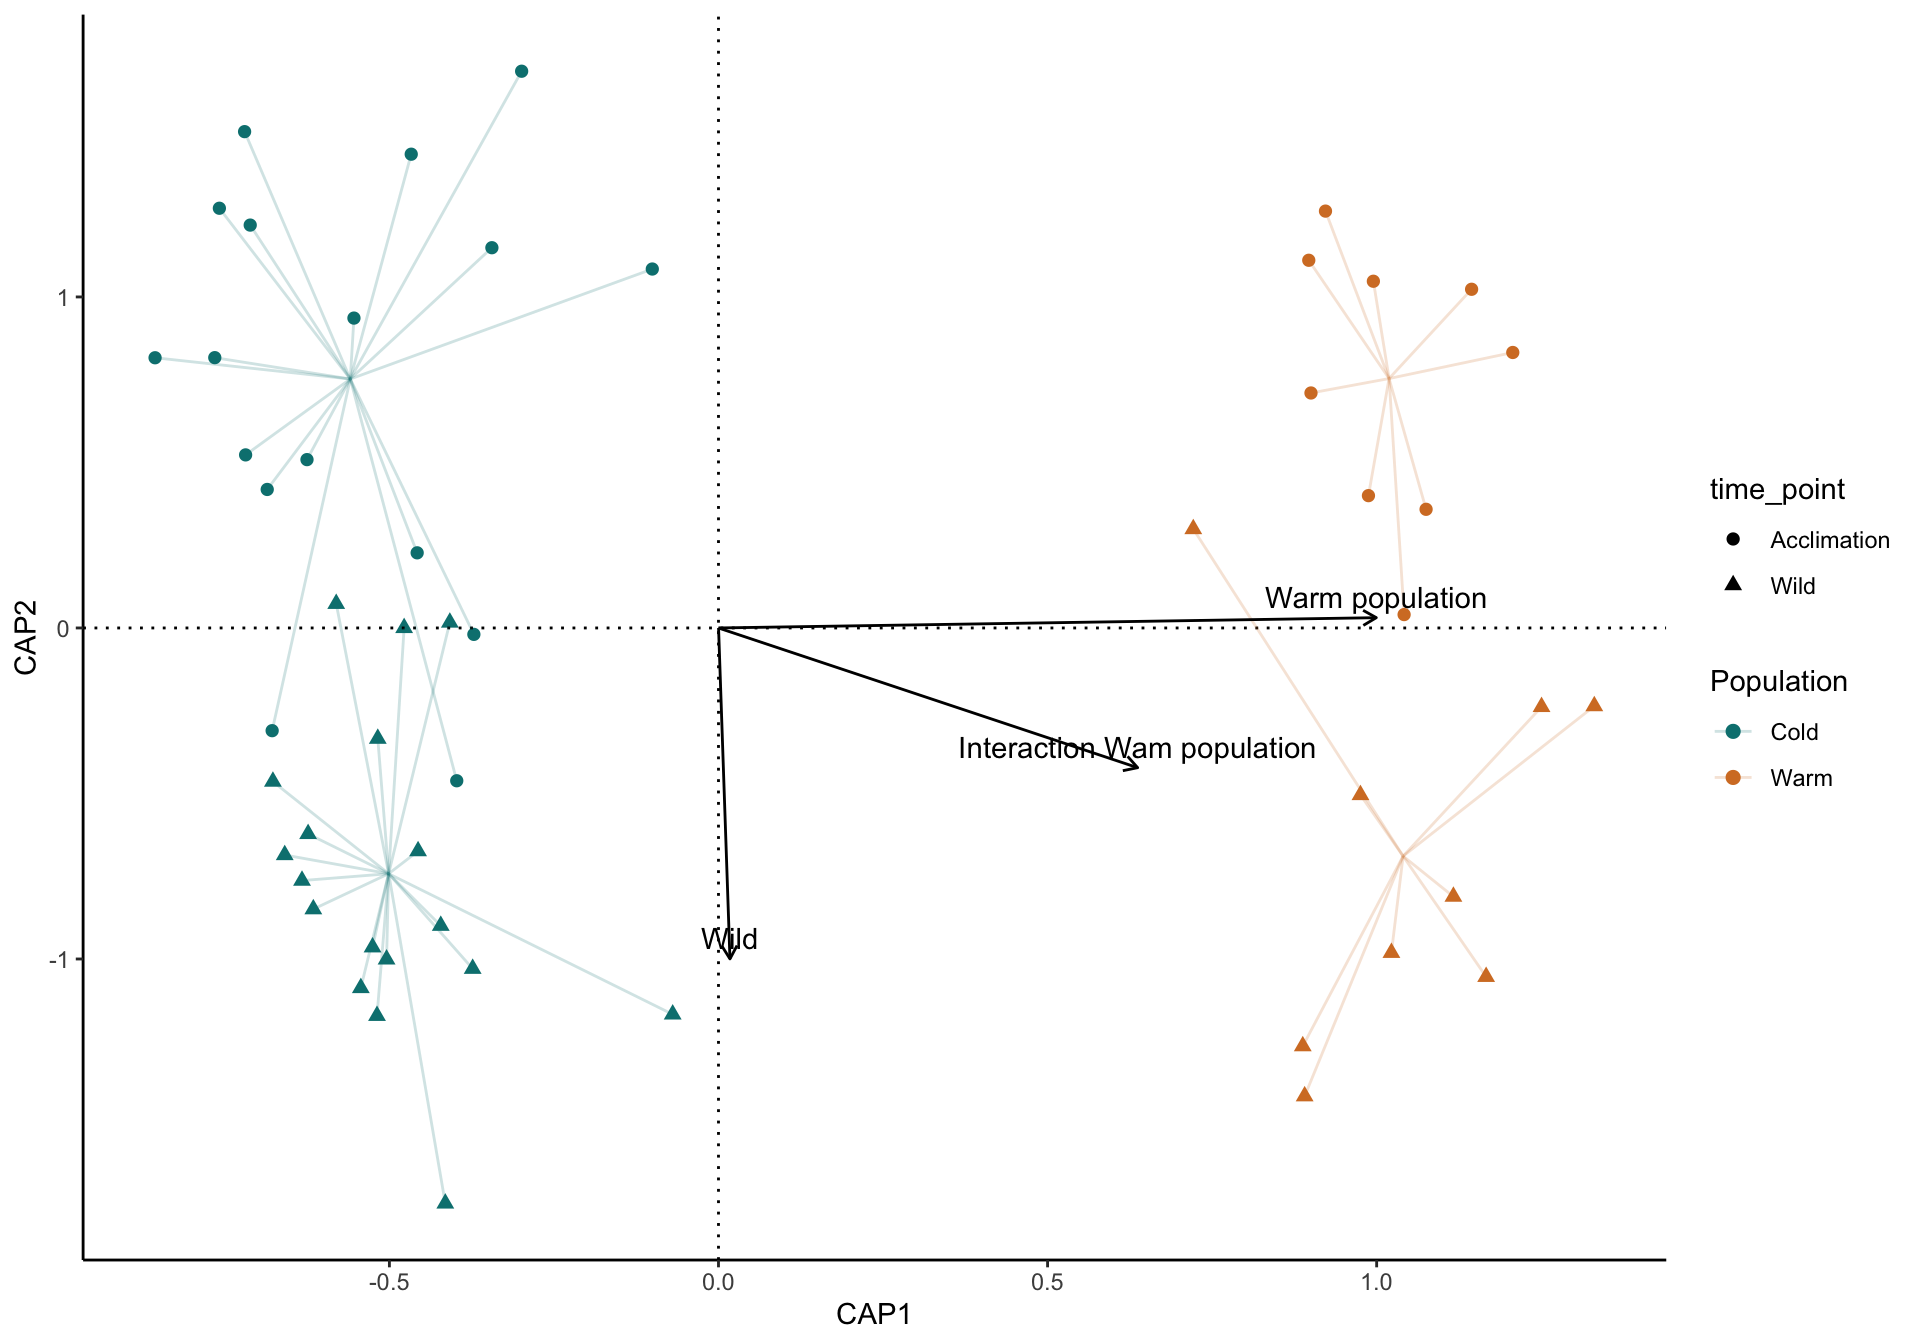 CAP2
1
0
-1
Warm population
Interaction Wam population
Wild
-0.5
0.0
0.5
1.0
CAP1
time_point
Acclimation
Wild
Population
Cold
Warm